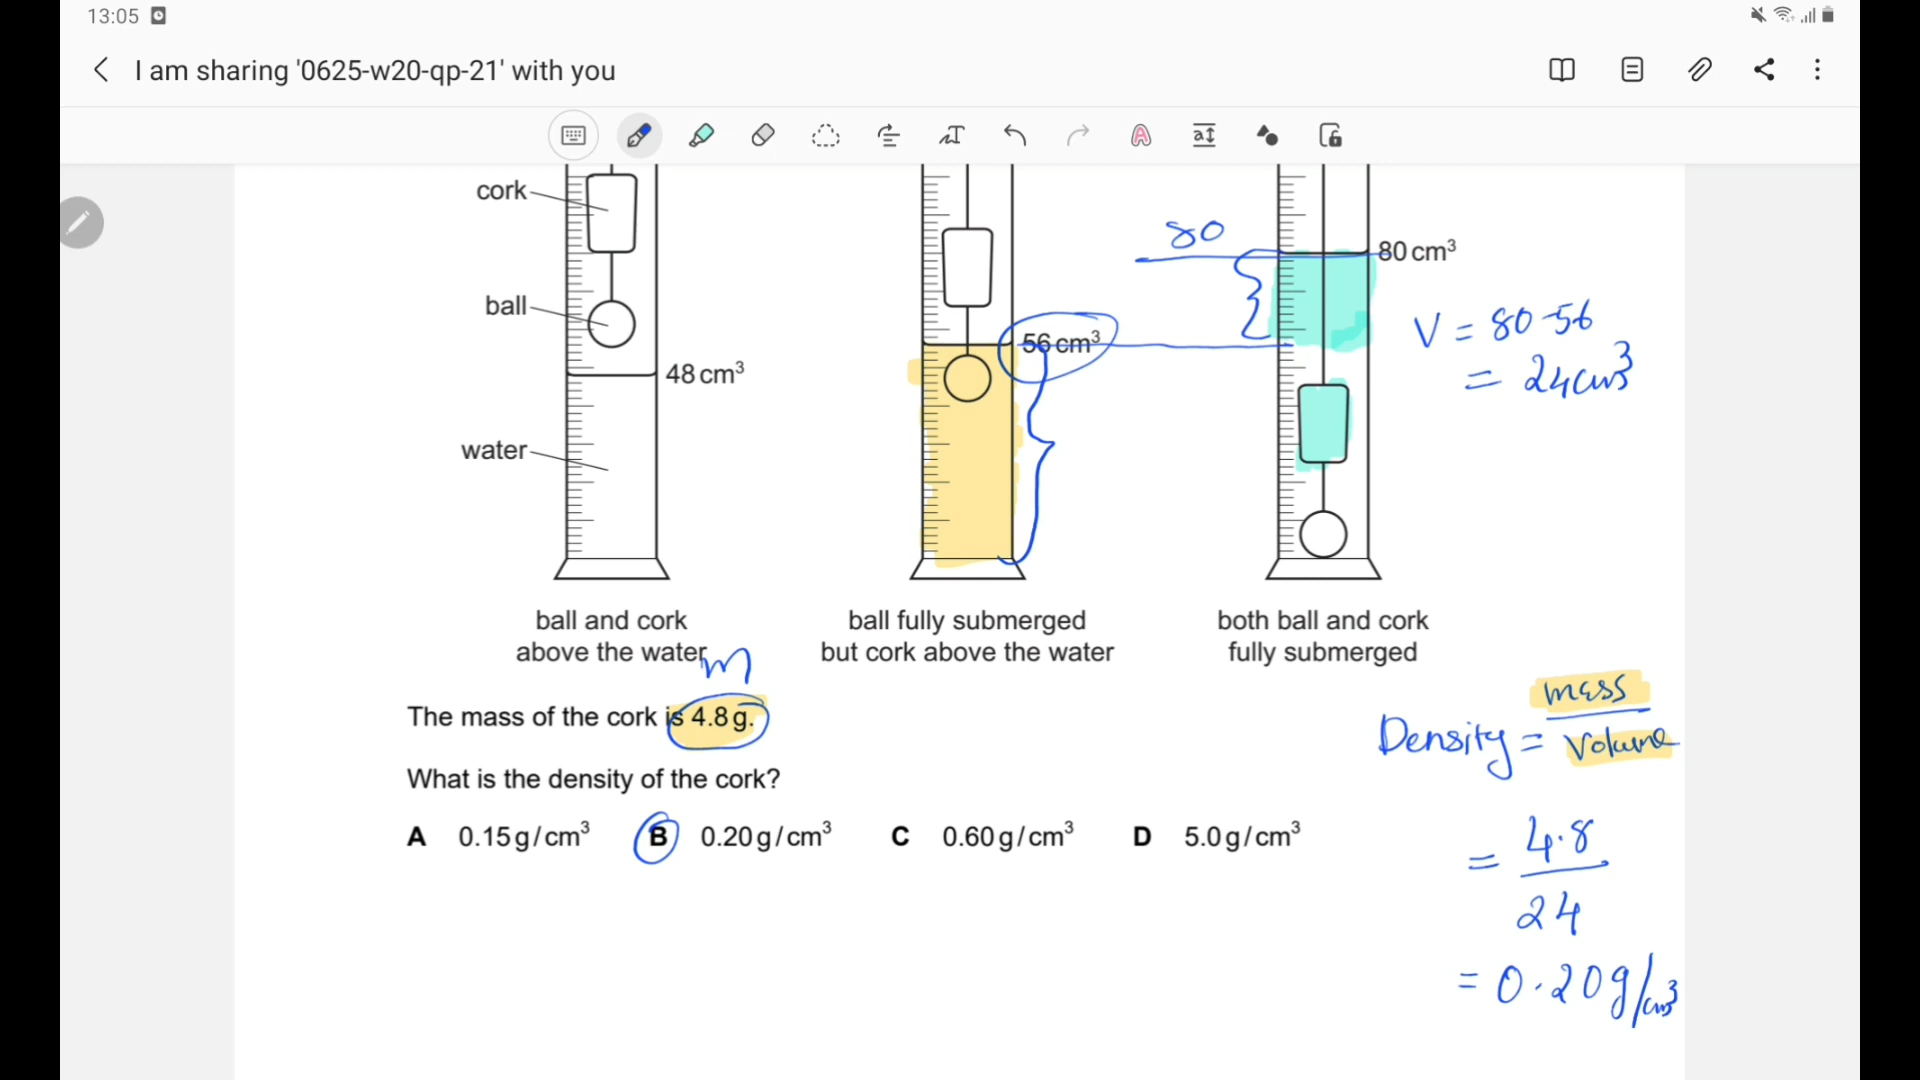 13:05
I am sharing '0625-w20-qp-21' with you
cork
80
80 cm³
ball
56 cm³
V = 80-56
= 24cm³
48 cm³
water
ball and cork
above the water
ball fully submerged
but cork above the water
both ball and cork
fully submerged
m
The mass of the cork is 4.8 g.
Density = mass / Volume
What is the density of the cork?
A 0.15 g/cm³ B 0.20 g/cm³ C 0.60 g/cm³ D 5.0 g/cm³
= 4.8
24
= 0.20g/cm³